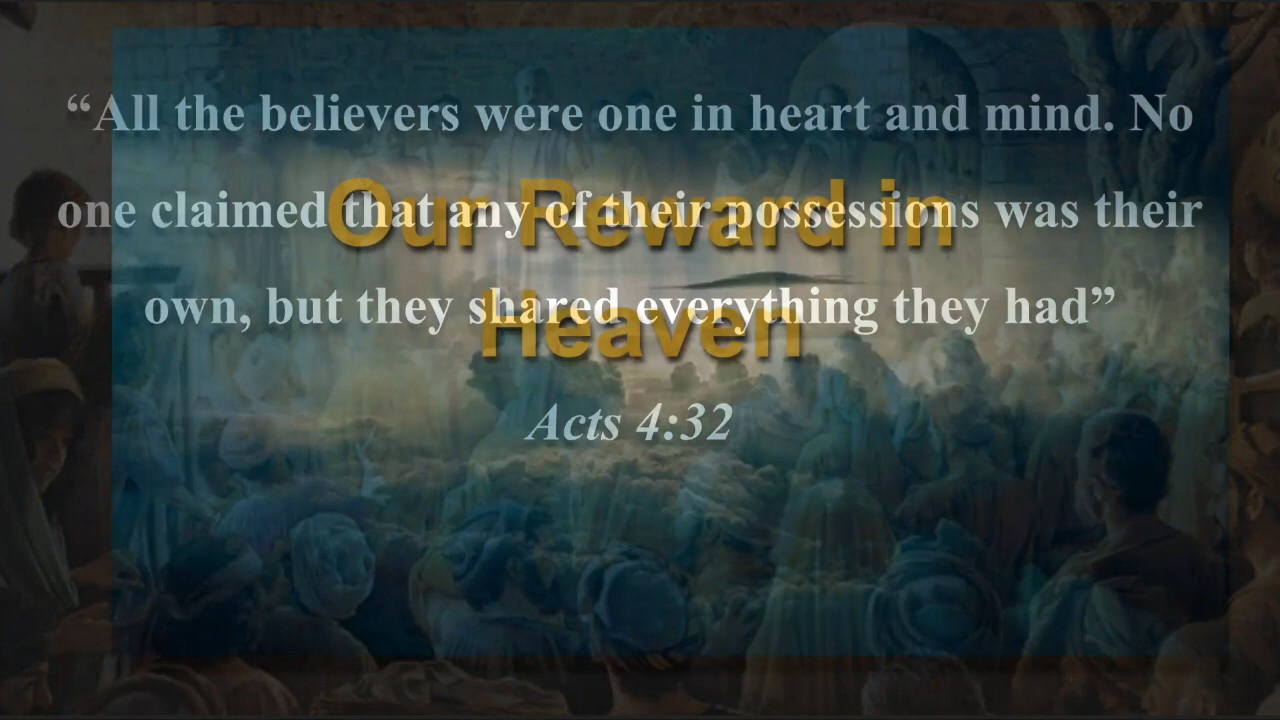 “All the believers were one in heart and mind. No
one claimed that any of their possessions was their
own, but they shared everything they had”
Acts 4:32
Our Reward in
Heaven